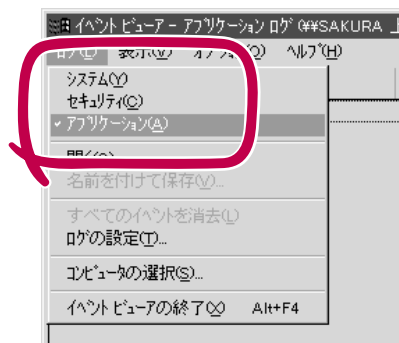 イベント ビューア - アプリケーション ログ (¥¥SAKURA 上
ログ(L) 表示(V) オプション(O) ヘルプ(H)
システム(Y)
セキュリティ(C)
アプリケーション(A)
開く(O)
名前を付けて保存(V)...
すべてのイベントを消去(L)
ログの設定(T)...
コンピュータの選択(S)...
イベント ビューアの終了(X) Alt+F4